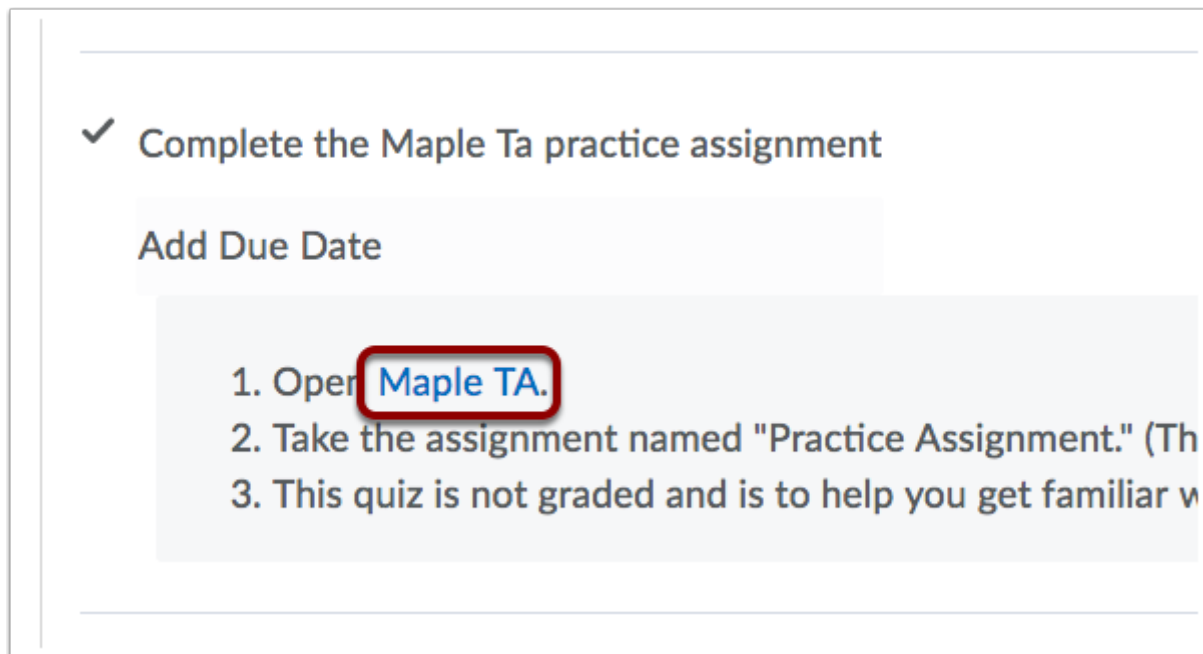 Complete the Maple Ta practice assignment
Add Due Date
1. Open Maple TA.
2. Take the assignment named "Practice Assignment." (Th
3. This quiz is not graded and is to help you get familiar w